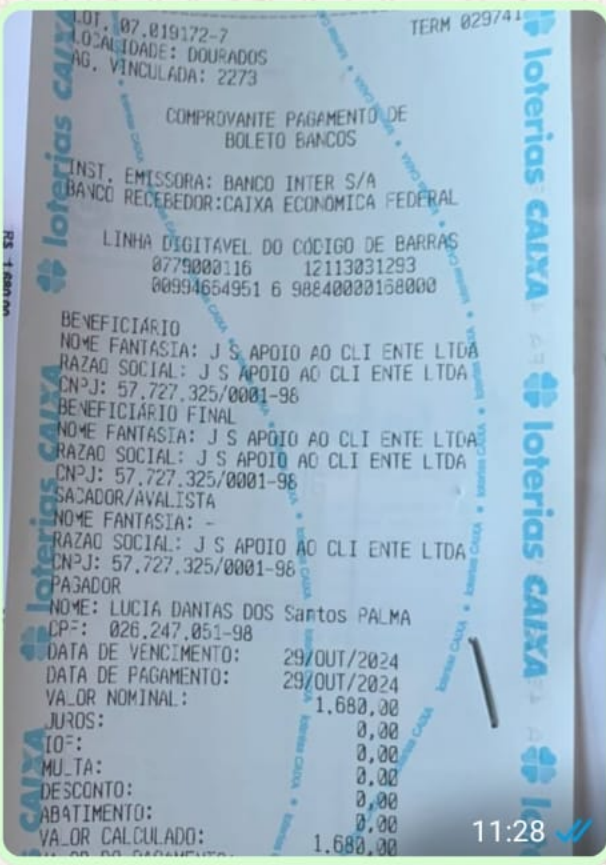 LOT. 07.019172-7 TERM 029741
LOCALIDADE: DOURADOS
AG. VINCULADA: 2273
COMPROVANTE PAGAMENTO DE
BOLETO BANCOS
INST. EMISSORA: BANCO INTER S/A
BANCO RECEBEDOR:CAIXA ECONOMICA FEDERAL
LINHA DIGITAVEL DO CODIGO DE BARRAS
0779000116 12113031293
00994664951 6 98840000168000
BENEFICIÁRIO
NOME FANTASIA: J S APOIO AO CLI ENTE LTDA
RAZAO SOCIAL: J S APOIO AO CLI ENTE LTDA
CNPJ: 57.727.325/0001-98
BENEFICIÁRIO FINAL
NOME FANTASIA: J S APOIO AO CLI ENTE LTDA
RAZAO SOCIAL: J S APOIO AO CLI ENTE LTDA
CNPJ: 57.727.325/0001-98
SACADOR/AVALISTA
NOME FANTASIA: -
RAZAO SOCIAL: J S APOIO AO CLI ENTE LTDA
CNPJ: 57.727.325/0001-98
PAGADOR
NOME: LUCIA DANTAS DOS Santos PALMA
CPF: 026.247.051-98
DATA DE VENCIMENTO: 29/OUT/2024
DATA DE PAGAMENTO: 29/OUT/2024
VALOR NOMINAL: 1.680,00
JUROS: 0,00
IOF: 0,00
MULTA: 0,00
DESCONTO: 0,00
ABATIMENTO: 0,00
VALOR CALCULADO: 1.680,00
loterias CAIXA
loterias CAIXA
loterias CAIXA
loterias CAIXA
R$ 1.680,00
11:28